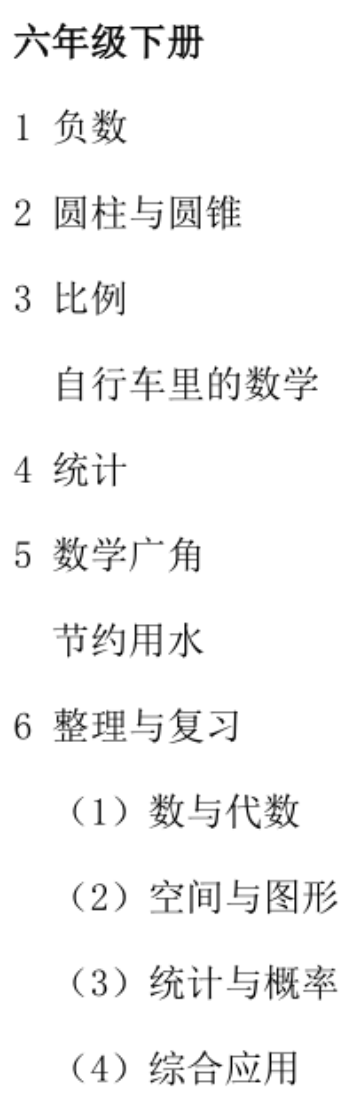 六年级下册
1 负数
2 圆柱与圆锥
3 比例
自行车里的数学
4 统计
5 数学广角
节约用水
6 整理与复习
（1）数与代数
（2）空间与图形
（3）统计与概率
（4）综合应用